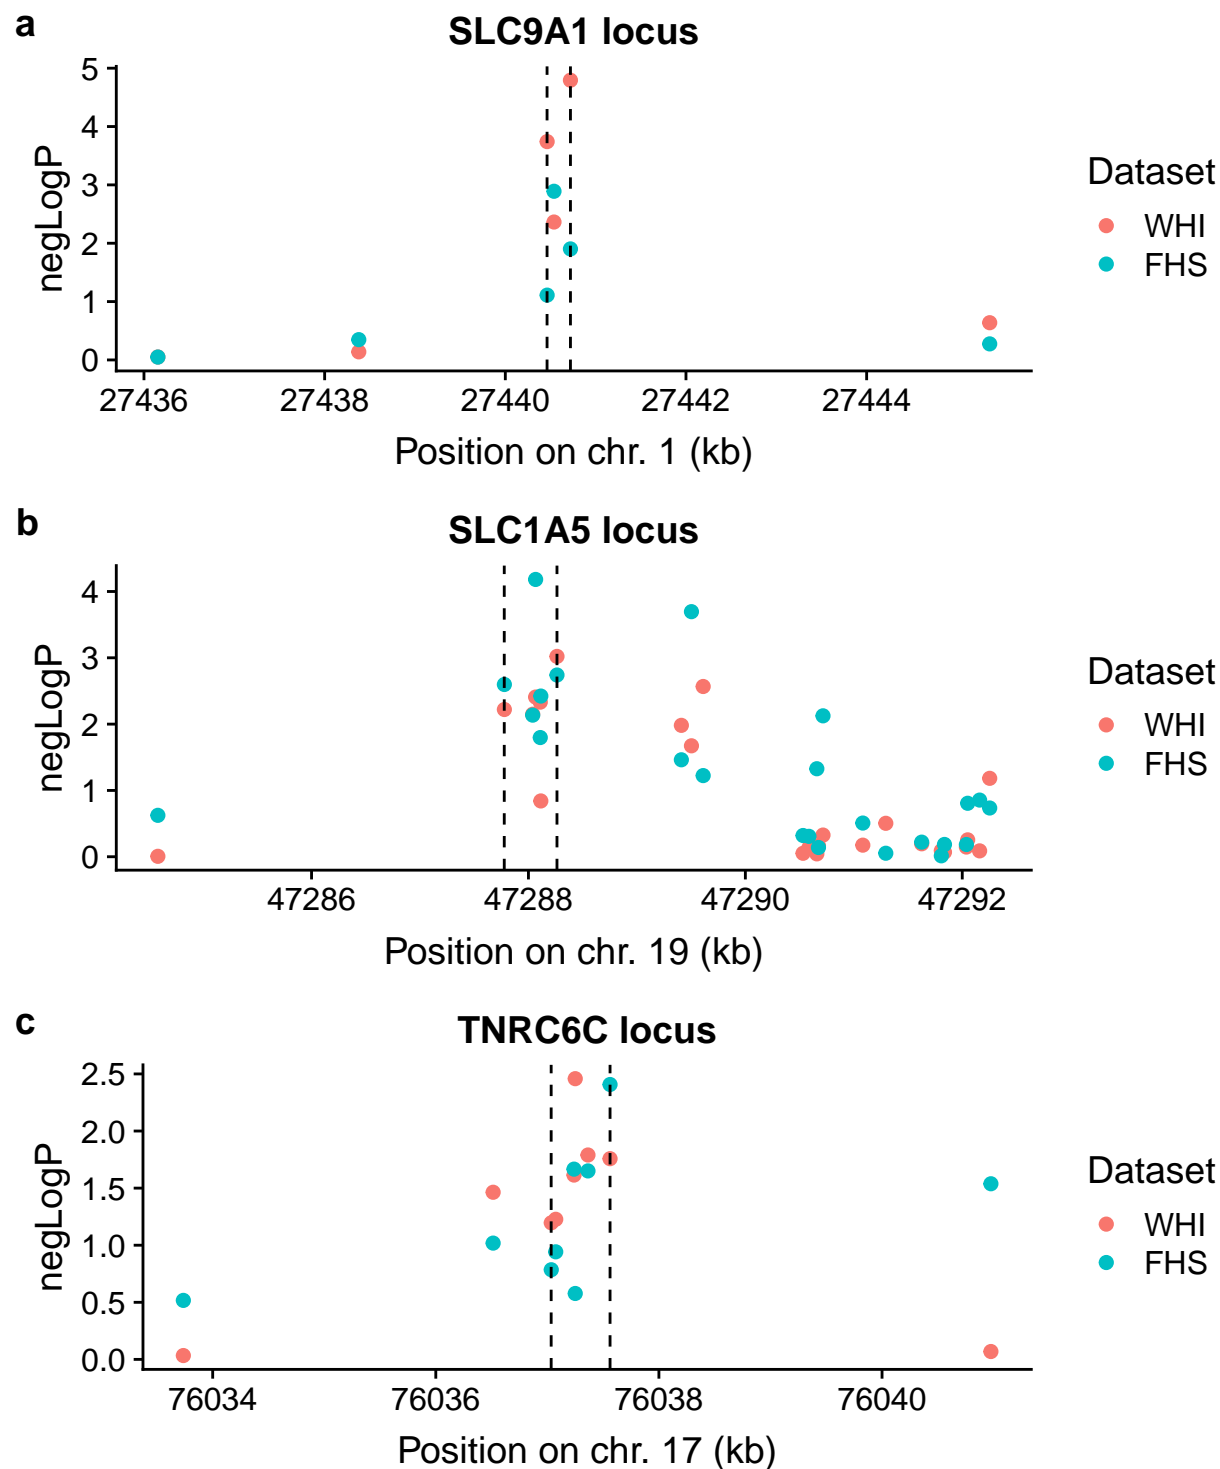 a
SLC9A1 locus
5
4
3
2
1
0
negLogP
27436 27438 27440 27442 27444
Position on chr. 1 (kb)
Dataset
WHI
FHS
b
SLC1A5 locus
4
3
2
1
0
negLogP
47286 47288 47290 47292
Position on chr. 19 (kb)
Dataset
WHI
FHS
c
TNRC6C locus
2.5
2.0
1.5
1.0
0.5
0.0
negLogP
76034 76036 76038 76040
Position on chr. 17 (kb)
Dataset
WHI
FHS